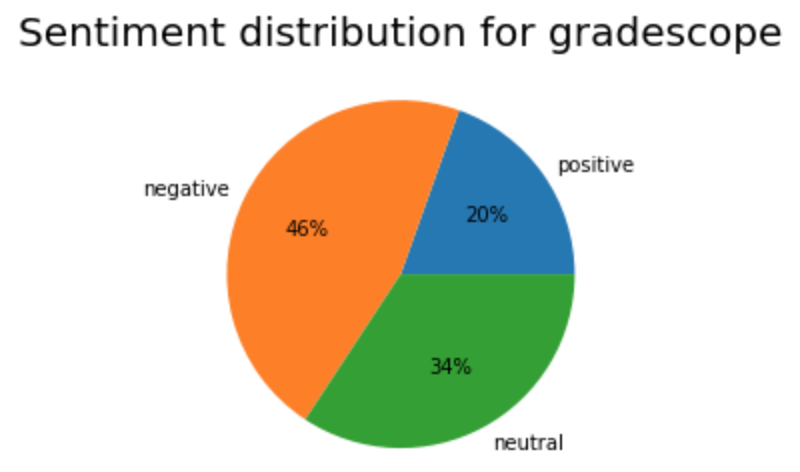 Sentiment distribution for gradescope
positive
negative
20%
46%
34%
neutral